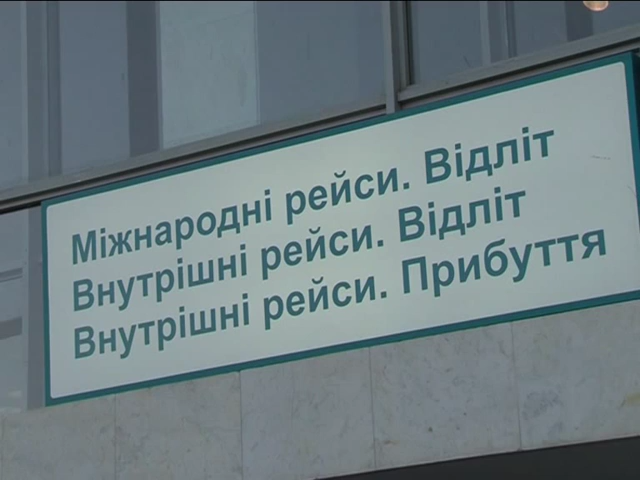 Міжнародні рейси. Відліт
Внутрішні рейси. Відліт
Внутрішні рейси. Прибуття